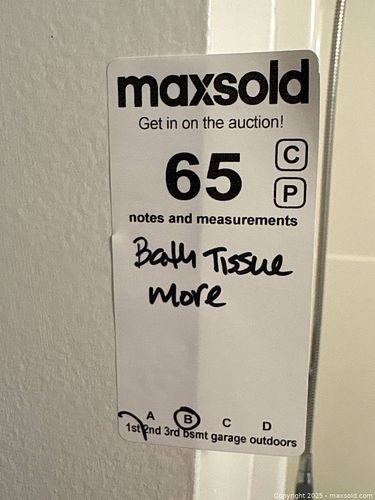 maxsold
Get in on the auction!
65
C
P
notes and measurements
Bath Tissue
more
A B C D
1st 2nd 3rd bsmt garage outdoors
Copyright 2025 - maxsold.com